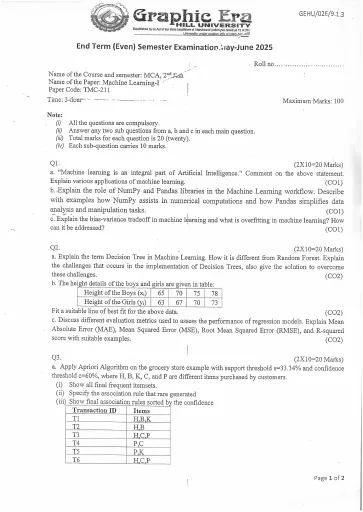 GEHU/02E/9.1.3
Graphic Era
HILL UNIVERSITY
End Term (Even) Semester Examination May-June 2025
Roll no
Name of the Course and semester: MCA, 2nd Sem
Name of the Paper: Machine Learning-I
Paper Code: TMC-211
Time: 3-hour
Maximum Marks: 100
Note:
(i) All the questions are compulsory.
(ii) Answer any two sub questions from a, b and c in each main question.
(iii) Total marks for each question is 20 (twenty).
(iv) Each sub-question carries 10 marks.
Q1. (2X10=20 Marks)
a. "Machine learning is an integral part of Artificial Intelligence." Comment on the above statement.
Explain various applications of machine learning. (CO1)
b. Explain the role of NumPy and Pandas libraries in the Machine Learning workflow. Describe
with examples how NumPy assists in numerical computations and how Pandas simplifies data
analysis and manipulation tasks. (CO1)
c. Explain the bias-variance tradeoff in machine learning and what is overfitting in machine learning? How
can it be addressed? (CO1)
Q2. (2X10=20 Marks)
a. Explain the term Decision Tree in Machine Learning. How it is different from Random Forest. Explain
the challenges that occurs in the implementation of Decision Trees, also give the solution to overcome
these challenges. (CO2)
b. The height details of the boys and girls are given in table:
Height of the Boys (x₁) 65 70 75 78
Height of the Girls (y₁) 63 67 70 73
Fit a suitable line of best fit for the above data. (CO2)
c. Discuss different evaluation metrics used to assess the performance of regression models. Explain Mean
Absolute Error (MAE), Mean Squared Error (MSE), Root Mean Squared Error (RMSE), and R-squared
score with suitable examples. (CO2)
Q3. (2X10=20 Marks)
a. Apply Apriori Algorithm on the grocery store example with support threshold s=33.34% and confidence
threshold c=60%, where H, B, K, C, and P are different items purchased by customers.
(i) Show all final frequent itemsets.
(ii) Specify the association rule that rare generated
(iii) Show final association rules sorted by the confidence
Transaction ID Items
T1 H,B,K
T2 H,B
T3 H,C,P
T4 P,C
T5 P,K
T6 H,C,P
Page 1 of 2